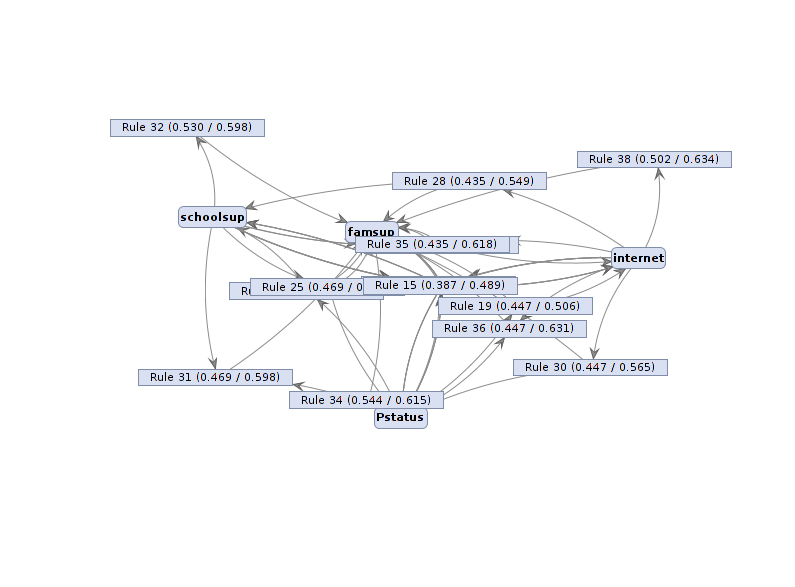 Rule 32 (0.530 / 0.598)
Rule 38 (0.502 / 0.634)
Rule 28 (0.435 / 0.549)
schoolsup
famsup
Rule 35 (0.435 / 0.618)
internet
Rule 25 (0.469 / 0.
Rule 15 (0.387 / 0.489)
Rule 19 (0.447 / 0.506)
Rule 36 (0.447 / 0.631)
Rule 30 (0.447 / 0.565)
Rule 31 (0.469 / 0.598)
Rule 34 (0.544 / 0.615)
Pstatus